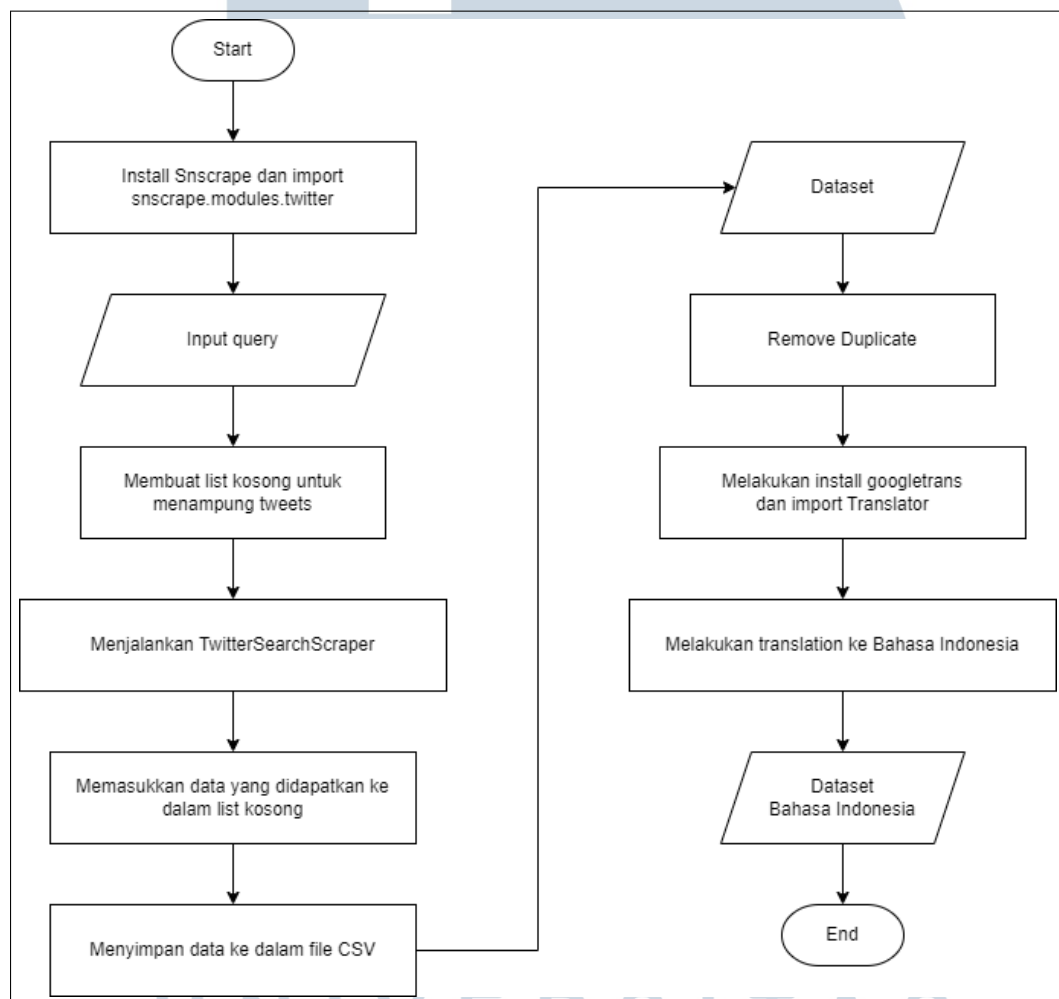 Start
Install Snscrape dan import
snscrape.modules.twitter
Input query
Membuat list kosong untuk
menampung tweets
Menjalankan TwitterSearchScraper
Memasukkan data yang didapatkan ke
dalam list kosong
Menyimpan data ke dalam file CSV
Dataset
Remove Duplicate
Melakukan install googletrans
dan import Translator
Melakukan translation ke Bahasa Indonesia
Dataset
Bahasa Indonesia
End